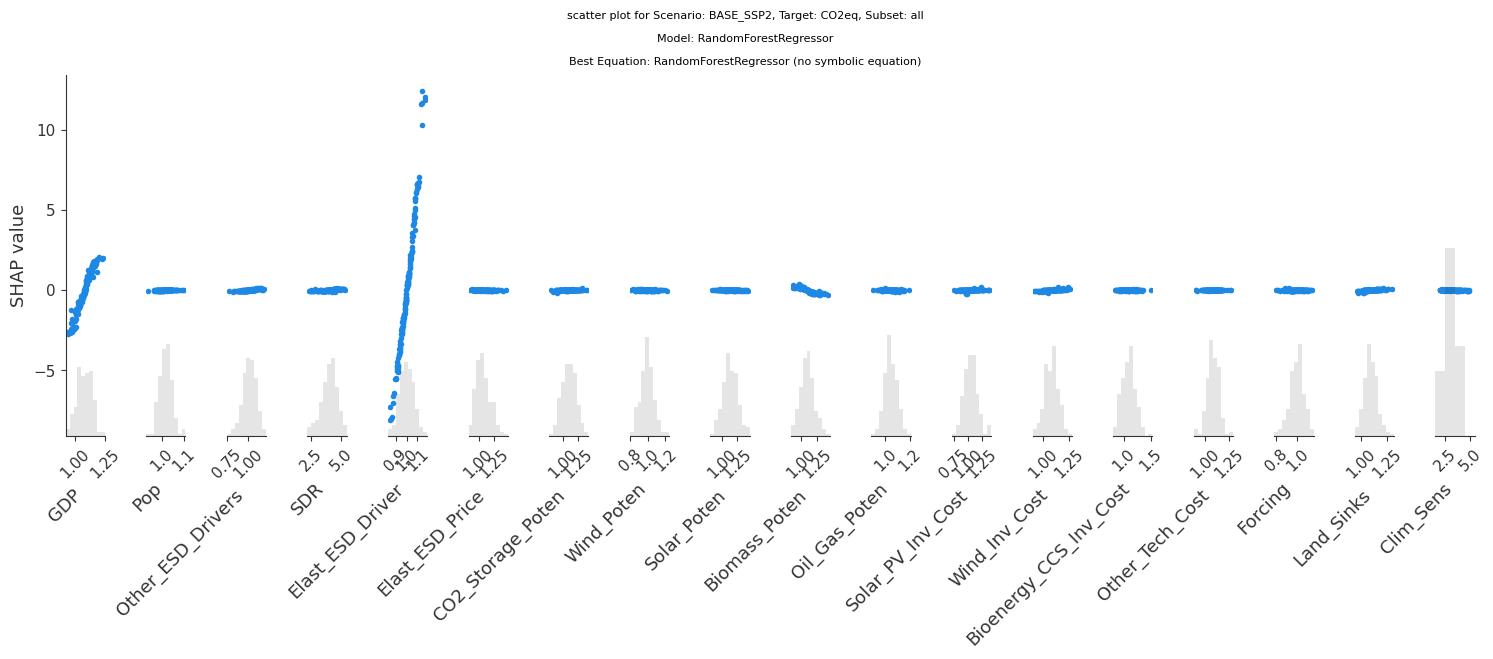 scatter plot for Scenario: BASE_SSP2, Target: CO2eq, Subset: all
Model: RandomForestRegressor
Best Equation: RandomForestRegressor (no symbolic equation)
SHAP value
10
5
0
−5
1.00 1.25
GDP
1.0 1.1
Pop
0.75 1.00
Other_ESD_Drivers
2.5 5.0
SDR
0.9 1.0 1.1
Elast_ESD_Driver
1.00 1.25
Elast_ESD_Price
1.00 1.25
CO2_Storage_Poten
0.8 1.0 1.2
Wind_Poten
1.00 1.25
Solar_Poten
1.00 1.25
Biomass_Poten
1.0 1.2
Oil_Gas_Poten
0.75 1.00 1.25
Solar_PV_Inv_Cost
1.00 1.25
Wind_Inv_Cost
1.0 1.5
Bioenergy_CCS_Inv_Cost
1.00 1.25
Other_Tech_Cost
0.8 1.0
Forcing
1.00 1.25
Land_Sinks
2.5 5.0
Clim_Sens